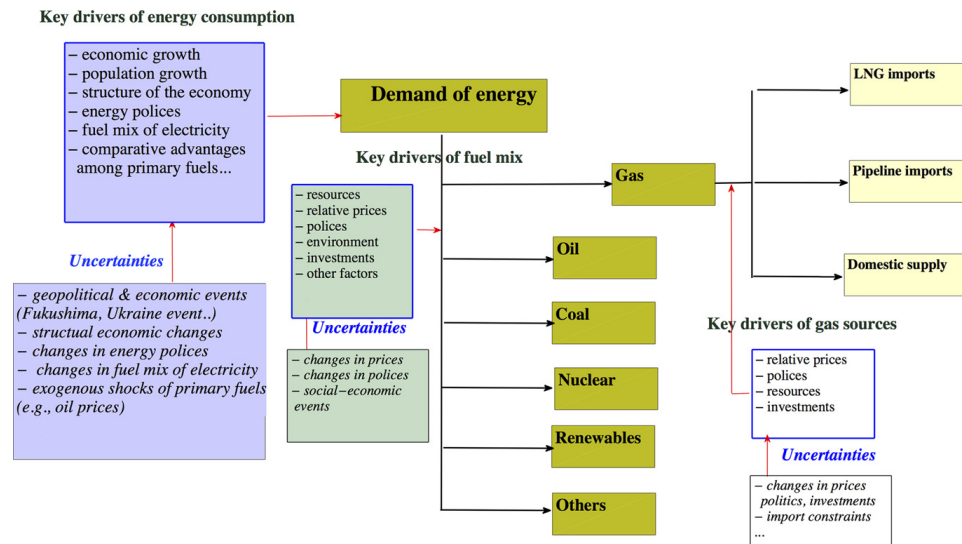 Key drivers of energy consumption
– economic growth
– population growth
– structure of the economy
– energy polices
– fuel mix of electricity
– comparative advantages
among primary fuels...
Uncertainties
– geopolitical & economic events
(Fukushima, Ukraine event..)
– structual economic changes
– changes in energy polices
– changes in fuel mix of electricity
– exogenous shocks of primary fuels
(e.g., oil prices)
Demand of energy
Key drivers of fuel mix
– resources
– relative prices
– polices
– environment
– investments
– other factors
Uncertainties
– changes in prices
– changes in polices
– social–economic
events
Gas
Oil
Coal
Nuclear
Renewables
Others
LNG imports
Pipeline imports
Domestic supply
Key drivers of gas sources
– relative prices
– polices
– resources
– investments
Uncertainties
– changes in prices
politics, investments
– import constraints
...